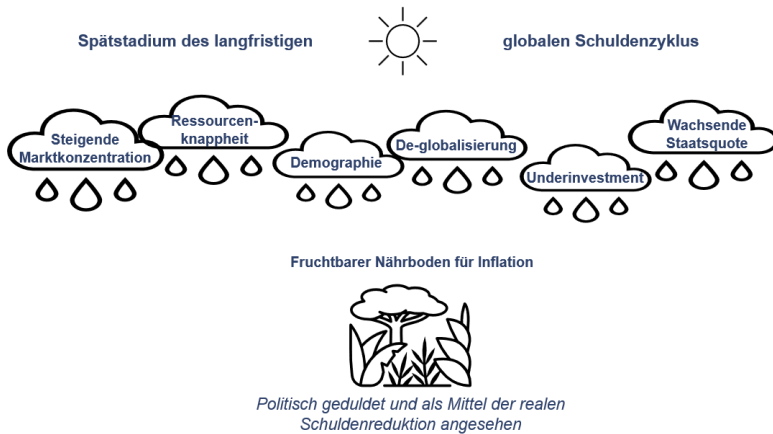 Spätstadium des langfristigen globalen Schuldenzyklus
Steigende
Marktkonzentration
Ressourcen-
knappheit
Demographie
De-globalisierung
Underinvestment
Wachsende
Staatsquote
Fruchtbarer Nährboden für Inflation
Politisch geduldet und als Mittel der realen
Schuldenreduktion angesehen